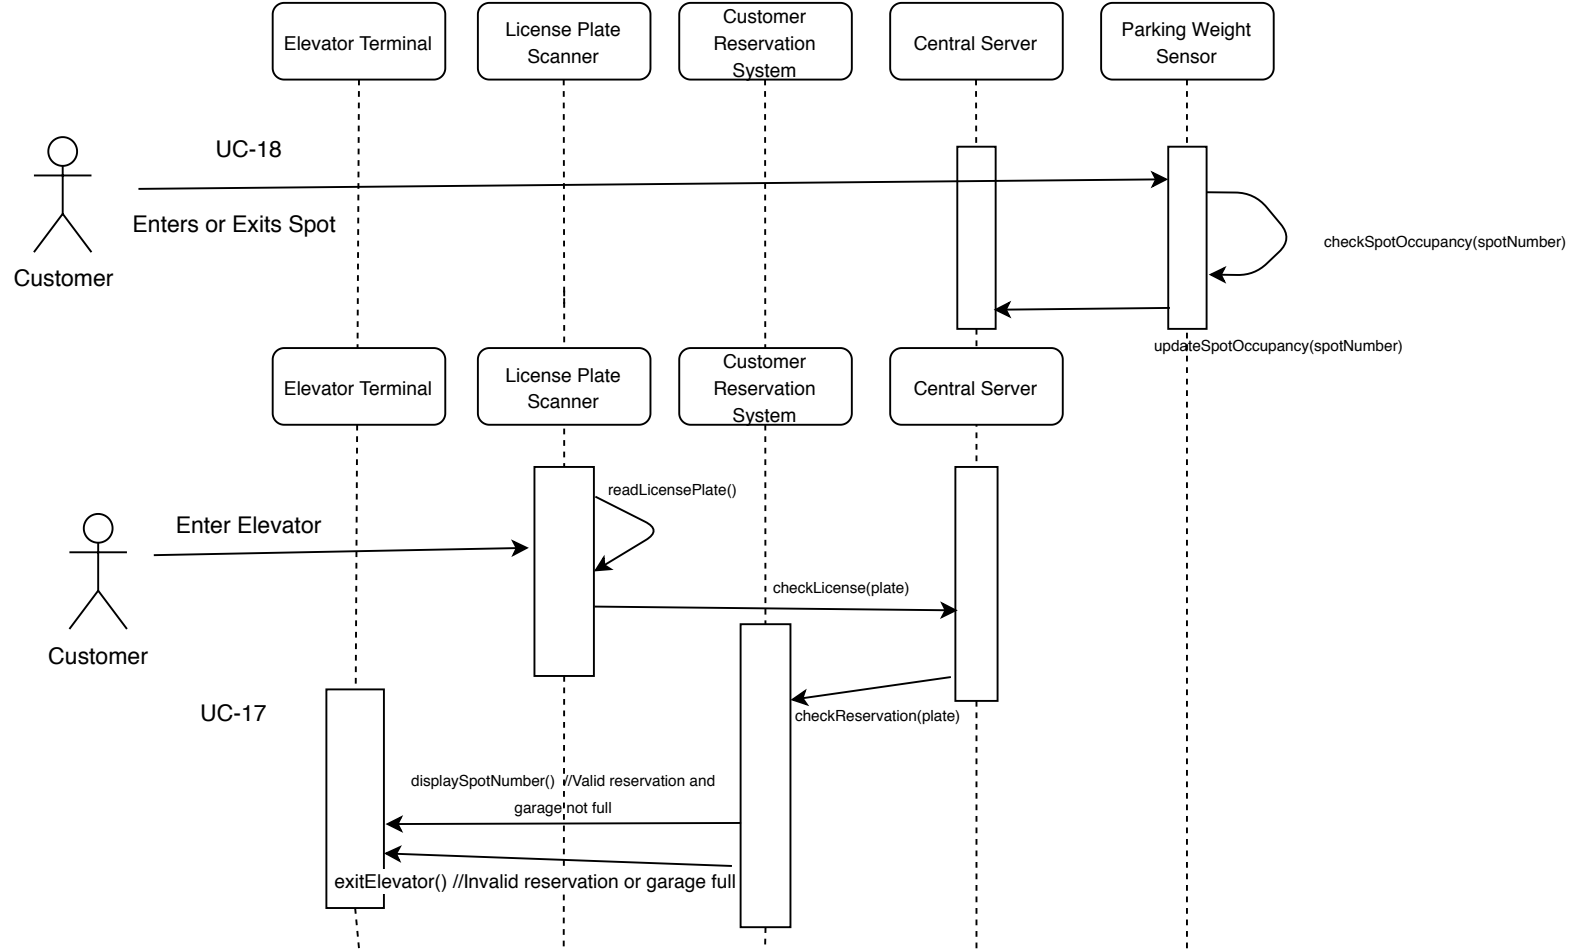 Elevator Terminal
License Plate
Scanner
Customer
Reservation
System
Central Server
Parking Weight
Sensor
UC-18
Enters or Exits Spot
Customer
checkSpotOccupancy(spotNumber)
updateSpotOccupancy(spotNumber)
Elevator Terminal
License Plate
Scanner
Customer
Reservation
System
Central Server
readLicensePlate()
Enter Elevator
checkLicense(plate)
Customer
UC-17
checkReservation(plate)
displaySpotNumber() //Valid reservation and
garage not full
exitElevator() //Invalid reservation or garage full